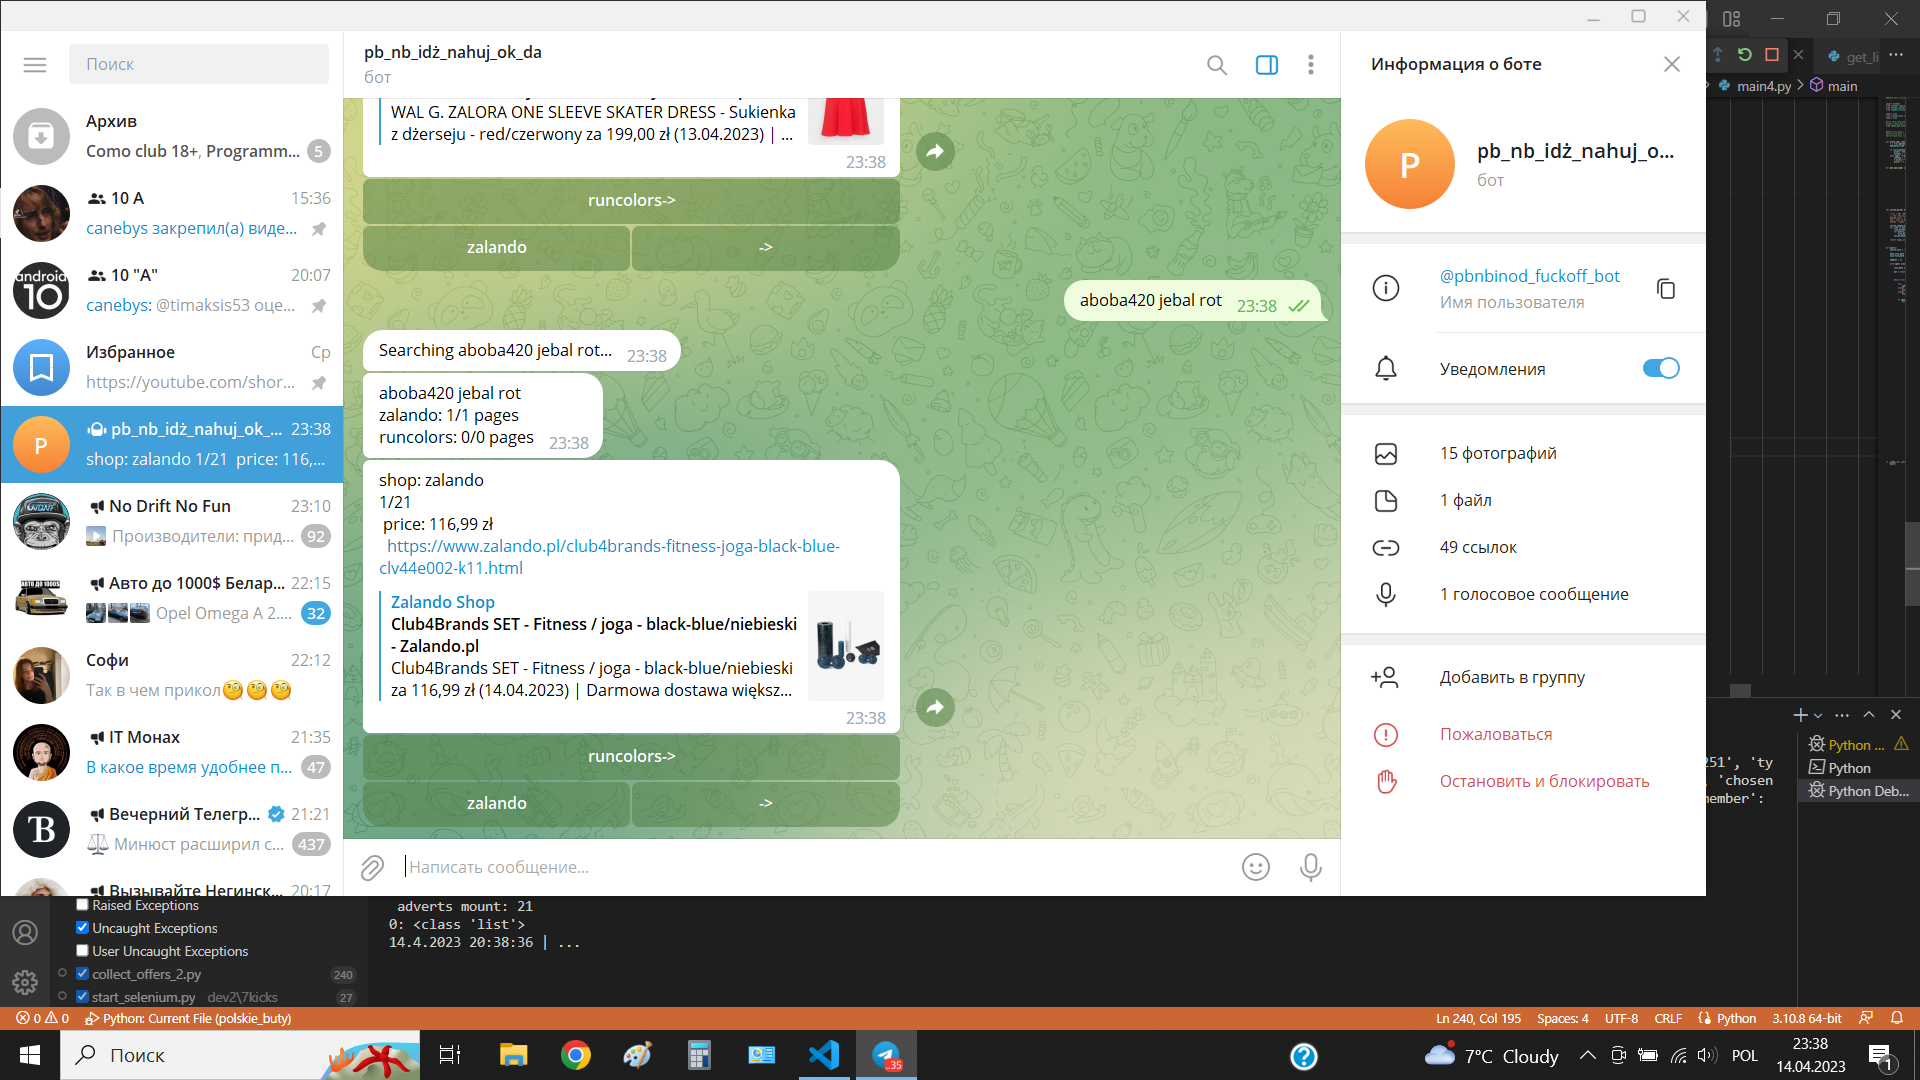 Поиск
Архив
Como club 18+, Programm... 5
10 А 15:36
canebys закрепил(а) виде...
android 10
10 "А" 20:07
canebys: @timaksis53 оце...
Избранное Ср
https://youtube.com/shor...
P
pb_nb_idż_nahuj_ok_... 23:38
shop: zalando 1/21 price: 116,...
No Drift No Fun 23:10
Производители: прид... 92
АВТО ДО 1000$
Авто до 1000$ Белар... 22:15
Opel Omega A 2.... 32
Софи 22:12
Так в чем прикол🧐🧐🧐
IT Монах 21:35
В какое время удобнее п... 47
B
Вечерний Телегр... 21:21
Минюст расширил с... 437
Вызывайте Негинск... 20:17
pb_nb_idż_nahuj_ok_da
бот
WAL G. ZALORA ONE SLEEVE SKATER DRESS - Sukienka
z dżerseju - red/czerwony za 199,00 zł (13.04.2023) | ...
23:38
runcolors->
zalando ->
aboba420 jebal rot 23:38
Searching aboba420 jebal rot... 23:38
aboba420 jebal rot
zalando: 1/1 pages
runcolors: 0/0 pages 23:38
shop: zalando
1/21
price: 116,99 zł
https://www.zalando.pl/club4brands-fitness-joga-black-blue-
clv44e002-k11.html
Zalando Shop
Club4Brands SET - Fitness / joga - black-blue/niebieski
- Zalando.pl
Club4Brands SET - Fitness / joga - black-blue/niebieski
za 116,99 zł (14.04.2023) | Darmowa dostawa większ...
23:38
runcolors->
zalando ->
Написать сообщение...
Информация о боте
P
pb_nb_idż_nahuj_o...
бот
@pbnbinod_fuckoff_bot
Имя пользователя
Уведомления
15 фотографий
1 файл
49 ссылок
1 голосовое сообщение
Добавить в группу
Пожаловаться
Остановить и блокировать
get_li
main4.py > main
Python ...
Python
Python Deb...
251', 'ty
, 'chosen
member':
Raised Exceptions
Uncaught Exceptions
User Uncaught Exceptions
collect_offers_2.py 240
start_selenium.py dev2\7kicks 27
adverts mount: 21
0: <class 'list'>
14.4.2023 20:38:36 | ...
0 0 Python: Current File (polskie_buty)
Ln 240, Col 195 Spaces: 4 UTF-8 CRLF Python 3.10.8 64-bit
Поиск
..35
7°C Cloudy
POL
23:38
14.04.2023
1